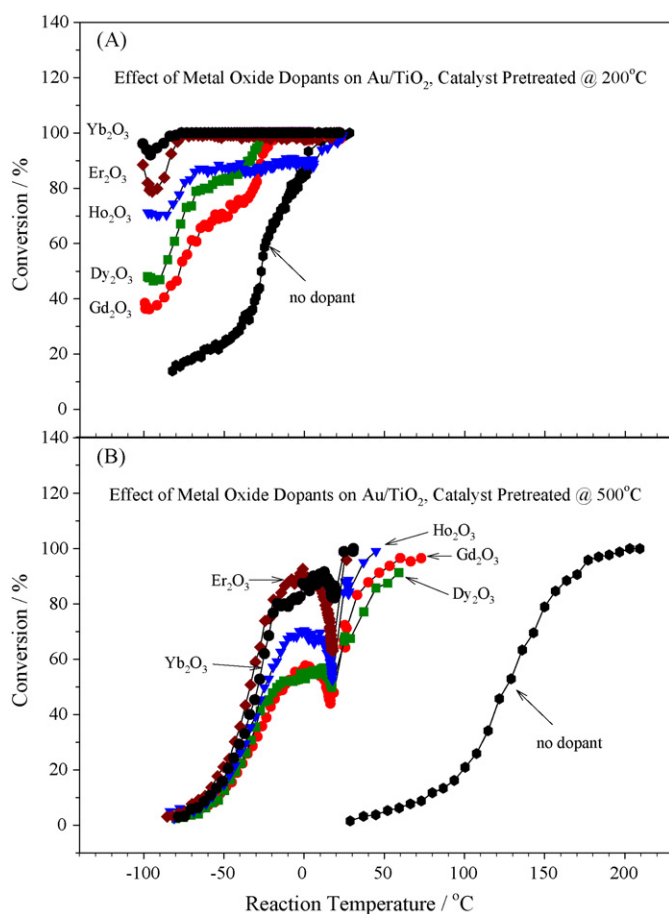 140
(A)
Effect of Metal Oxide Dopants on Au/TiO₂, Catalyst Pretreated @ 200°C
120
100
Yb₂O₃
80
Er₂O₃
Ho₂O₃
60
Dy₂O₃
no dopant
40
Gd₂O₃
20
0
Conversion / %
140
(B)
Effect of Metal Oxide Dopants on Au/TiO₂, Catalyst Pretreated @ 500°C
120
Ho₂O₃
100
Gd₂O₃
Er₂O₃
Dy₂O₃
80
60
Yb₂O₃
no dopant
40
20
0
Conversion / %
-100 -50 0 50 100 150 200
Reaction Temperature / °C